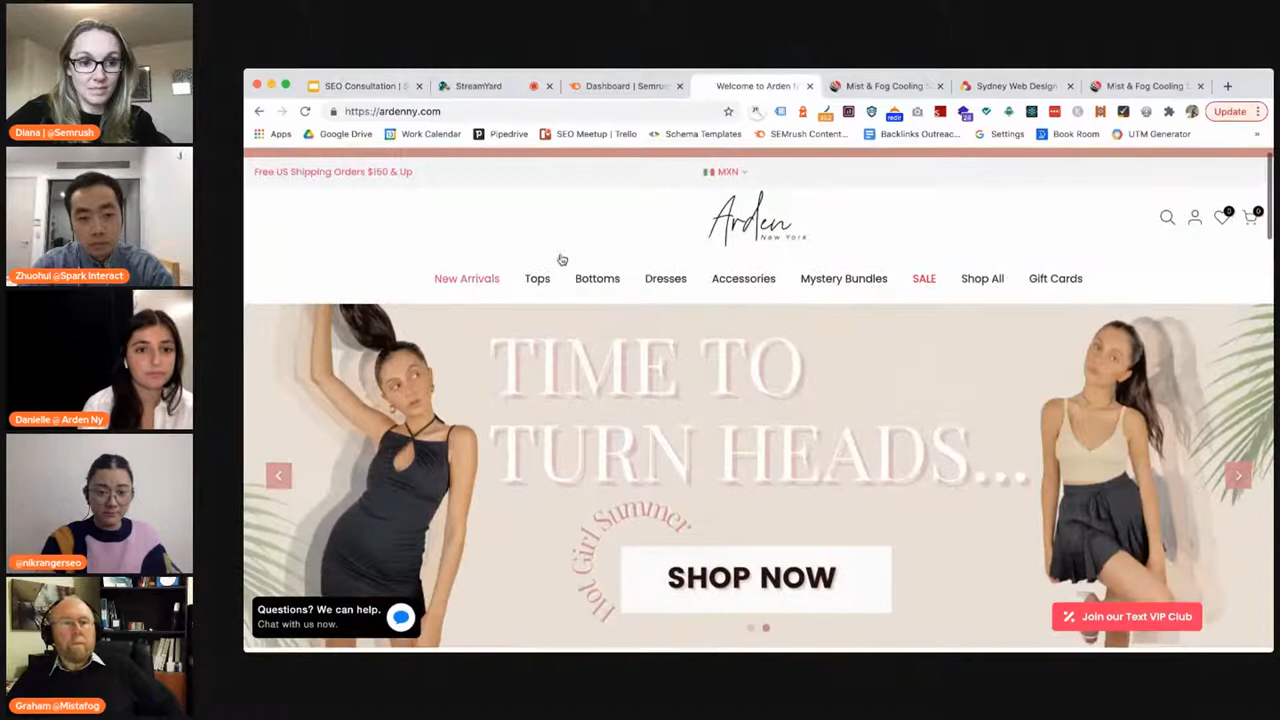 Diana | @Semrush
Zhuohui @Spark Interact
Danielle @ Arden Ny
@nikrangerseo
Graham @Mistafog
SEO Consultation | S
StreamYard
Dashboard | Semrus
Welcome to Arden N
Mist & Fog Cooling S
Sydney Web Design
Mist & Fog Cooling S
https://ardenny.com
Update
Apps
Google Drive
Work Calendar
Pipedrive
SEO Meetup | Trello
Schema Templates
SEMrush Content...
Backlinks Outreac...
Settings
Book Room
UTM Generator
»
Free US Shipping Orders $150 & Up
MXN
Arden
New York
0
0
New Arrivals
Tops
Bottoms
Dresses
Accessories
Mystery Bundles
SALE
Shop All
Gift Cards
TIME TO
TURN HEADS...
Hot Girl Summer
SHOP NOW
Questions? We can help.
Chat with us now.
Join our Text VIP Club